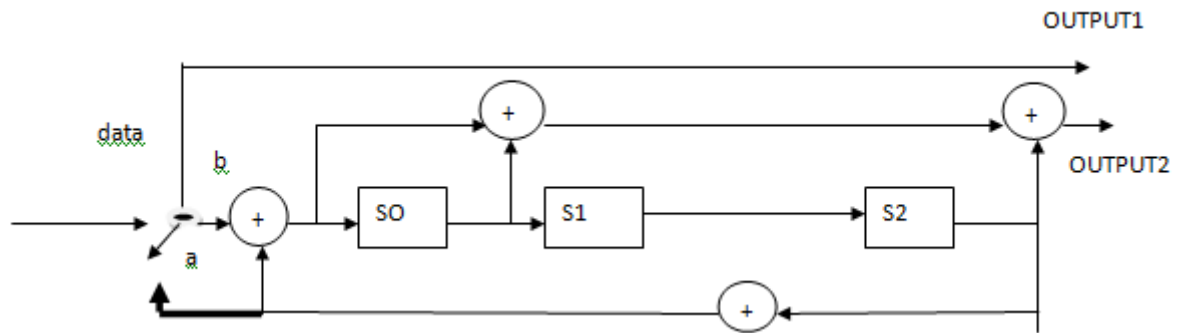 OUTPUT1
+
+
data
b
OUTPUT2
+
SO
S1
S2
a
+